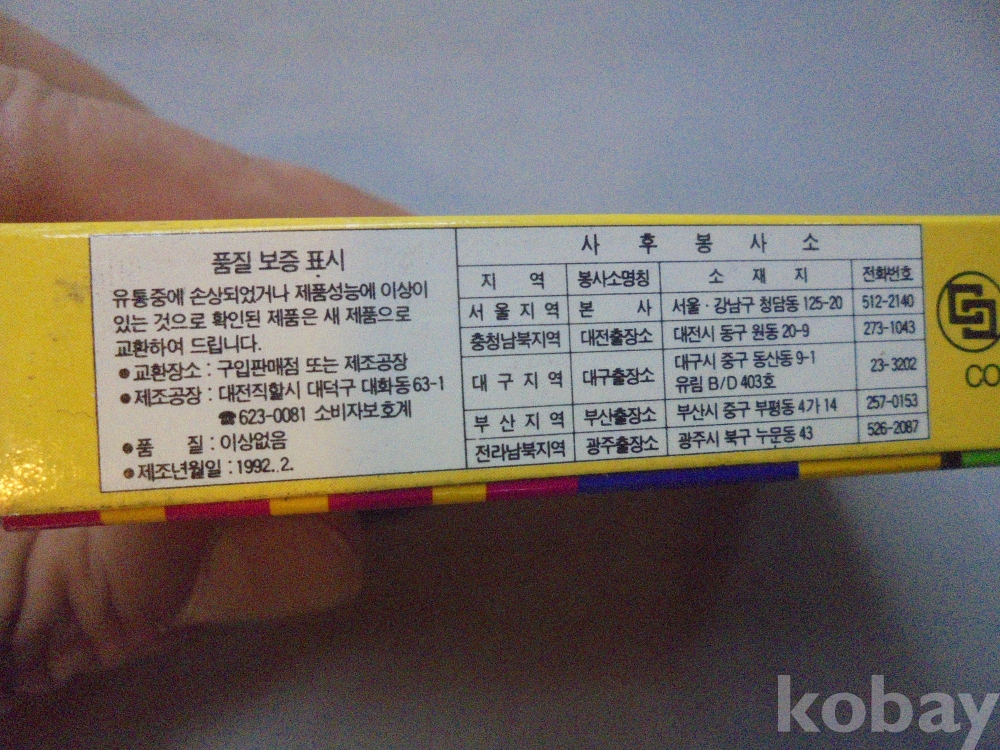 품질 보증 표시
유통중에 손상되었거나 제품성능에 이상이
있는 것으로 확인된 제품은 새 제품으로
교환하여 드립니다.
●교환장소 : 구입판매점 또는 제조공장
●제조공장 : 대전직할시 대덕구 대화동 63-1
☎623-0081 소비자보호계
●품 질 : 이상없음
●제조년월일 : 1992..2.
사 후 봉 사 소
지 역 봉사소명칭 소 재 지 전화번호
서 울 지 역 본 사 서울·강남구 청담동 125-20 512-2140
충청남북지역 대전출장소 대전시 동구 원동 20-9 273-1043
대 구 지 역 대구출장소 대구시 중구 동산동 9-1 23-3202
유림 B/D 403호
부 산 지 역 부산출장소 부산시 중구 부평동 4가 14 257-0153
전라남북지역 광주출장소 광주시 북구 누문동 43 526-2087
CO
kobay